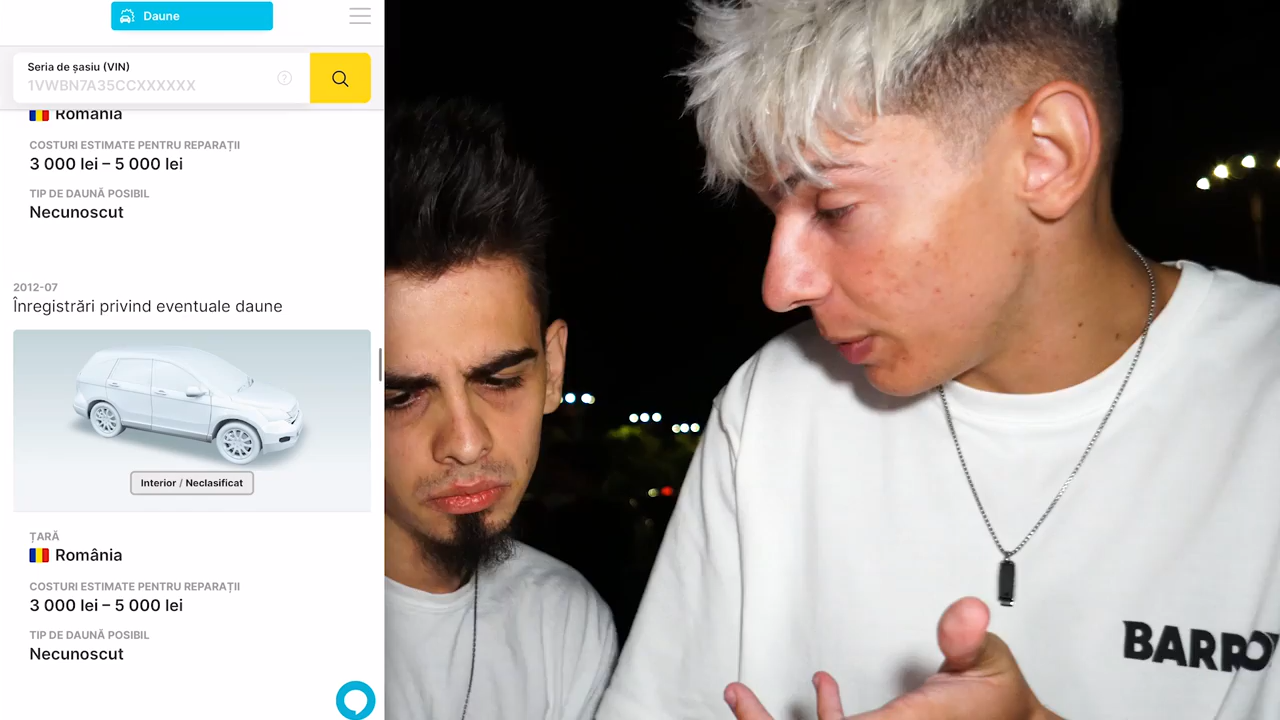 Daune
Seria de șasiu (VIN)
1VWBN7A35CCXXXXXX
România
COSTURI ESTIMATE PENTRU REPARAȚII
3 000 lei – 5 000 lei
TIP DE DAUNĂ POSIBIL
Necunoscut
2012-07
Înregistrări privind eventuale daune
Interior / Neclasificat
ȚARĂ
România
COSTURI ESTIMATE PENTRU REPARAȚII
3 000 lei – 5 000 lei
TIP DE DAUNĂ POSIBIL
Necunoscut
BARRO